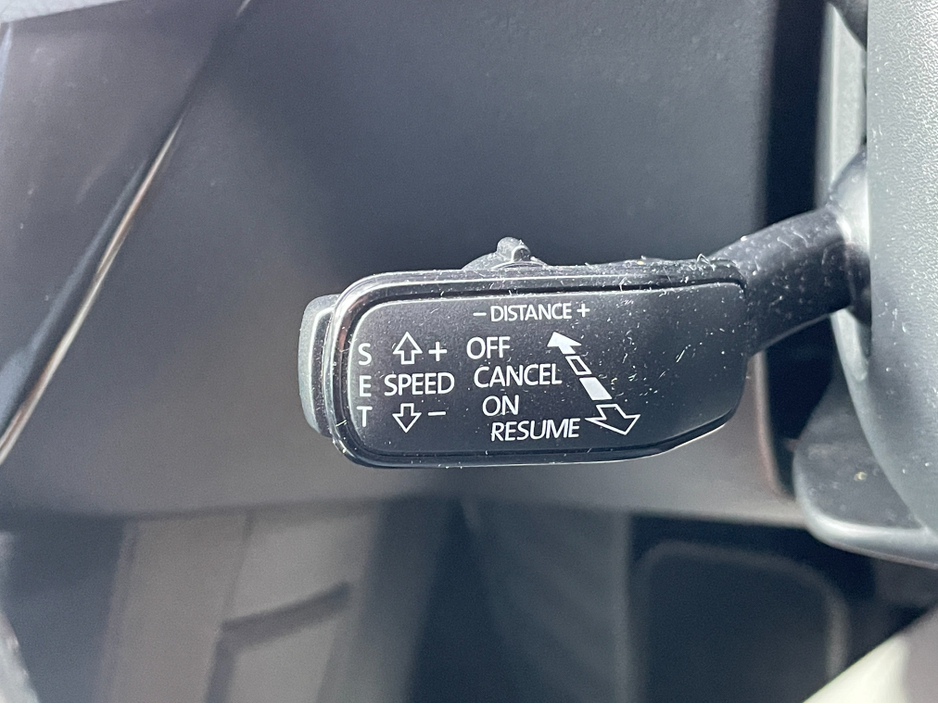 − DISTANCE +
S + OFF
E SPEED CANCEL
T − ON
RESUME